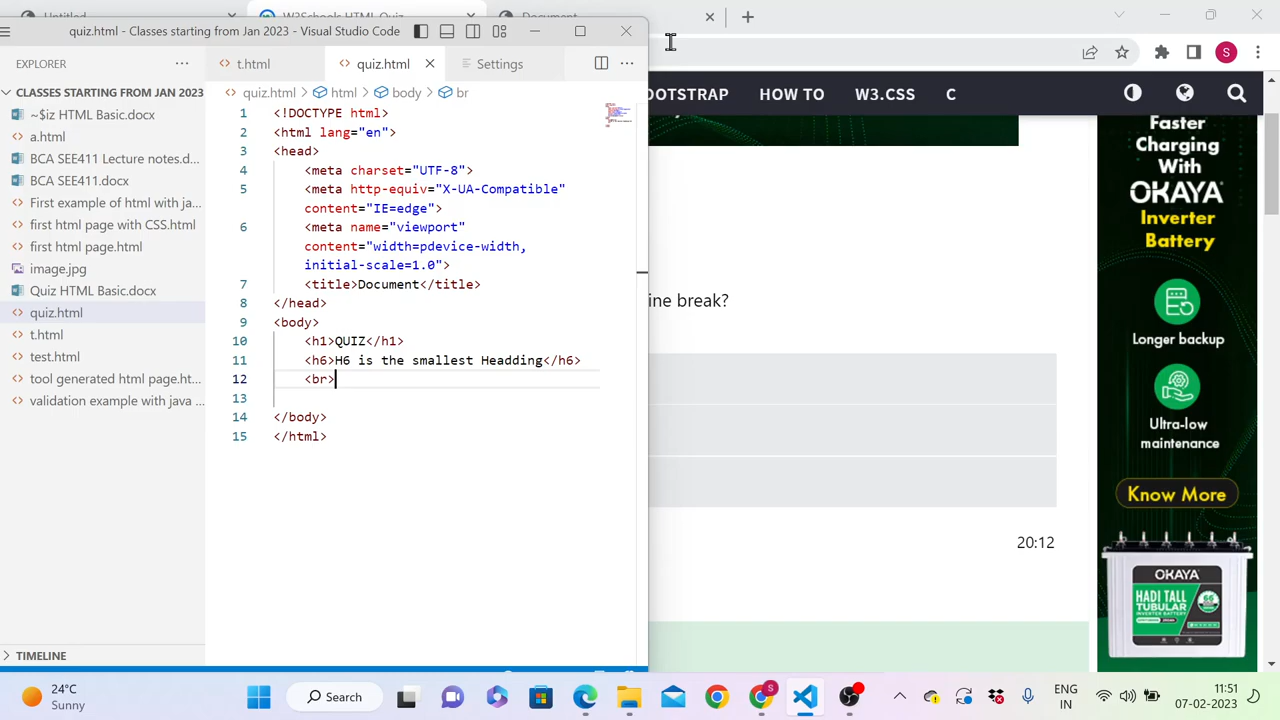 Untitled
W3Schools HTML Quiz
Document
quiz.html - Classes starting from Jan 2023 - Visual Studio Code
EXPLORER
t.html
quiz.html
Settings
CLASSES STARTING FROM JAN 2023
quiz.html
html
body
br
~$iz HTML Basic.docx
a.html
BCA SEE411 Lecture notes.d...
BCA SEE411.docx
First example of html with ja...
first html page with CSS.html
first html page.html
image.jpg
Quiz HTML Basic.docx
quiz.html
t.html
test.html
tool generated html page.ht...
validation example with java ...
TIMELINE
1 <!DOCTYPE html>
2 <html lang="en">
3 <head>
4 <meta charset="UTF-8">
5 <meta http-equiv="X-UA-Compatible"
content="IE=edge">
6 <meta name="viewport"
content="width=pdevice-width,
initial-scale=1.0">
7 <title>Document</title>
8 </head>
9 <body>
10 <h1>QUIZ</h1>
11 <h6>H6 is the smallest Headding</h6>
12 <br>
13
14 </body>
15 </html>
S
OOTSTRAP
HOW TO
W3.CSS
C
ine break?
20:12
Faster
Charging
With
OKAYA
Inverter
Battery
Longer backup
Ultra-low
maintenance
Know More
OKAYA
HADI TALL
TUBULAR
INVERTER BATTERY
24°C
Sunny
Search
S
ENG
IN
11:51
07-02-2023